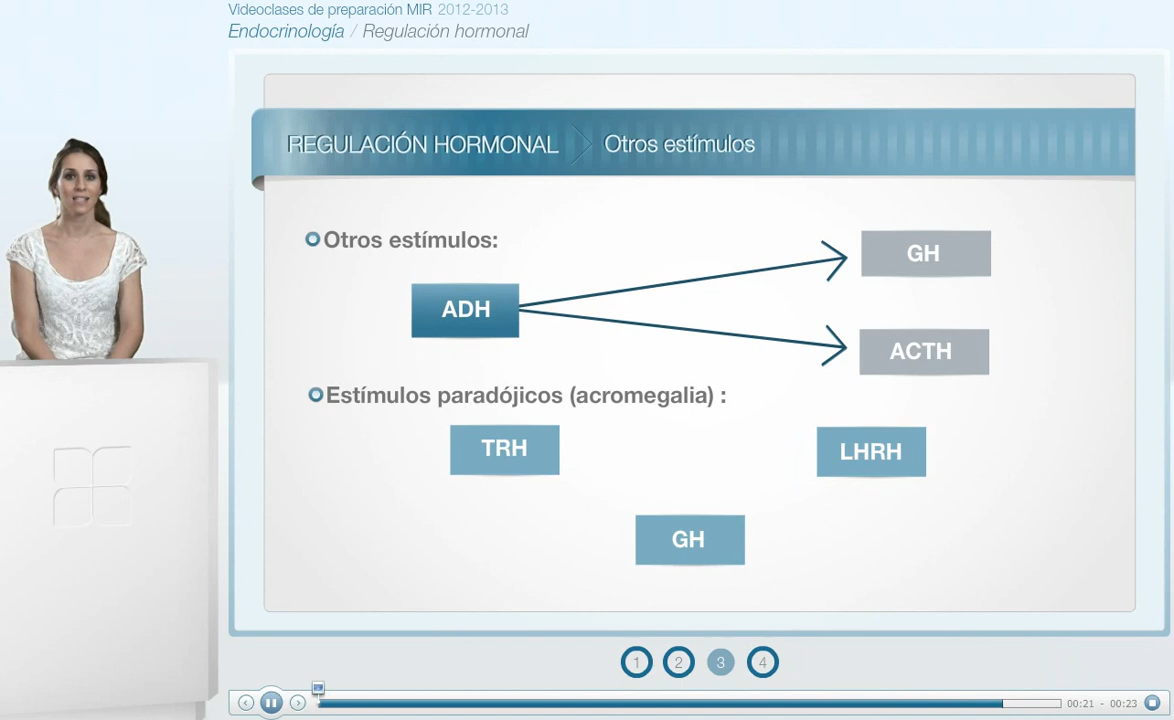 Videoclases de preparación MIR 2012-2013
Endocrinología / Regulación hormonal
REGULACIÓN HORMONAL Otros estímulos
Otros estímulos:
GH
ADH
ACTH
Estímulos paradójicos (acromegalia) :
TRH
LHRH
GH
1 2 3 4
00:21 - 00:23